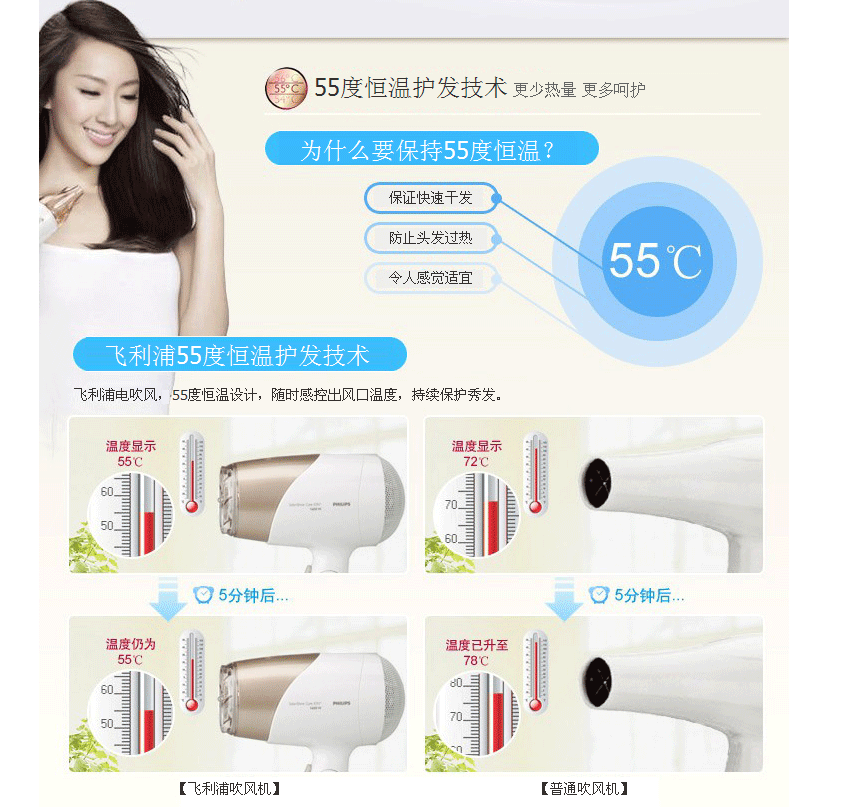 55°C
55度恒温护发技术 更少热量 更多呵护
为什么要保持55度恒温？
保证快速干发
防止头发过热
令人感觉适宜
55℃
飞利浦55度恒温护发技术
飞利浦电吹风，55度恒温设计，随时感控出风口温度，持续保护秀发。
温度显示
55℃
60
50
PHILIPS
温度显示
72℃
70
60
5分钟后...
5分钟后...
温度仍为
55℃
60
50
PHILIPS
温度已升至
78℃
80
70
60
【飞利浦吹风机】
【普通吹风机】